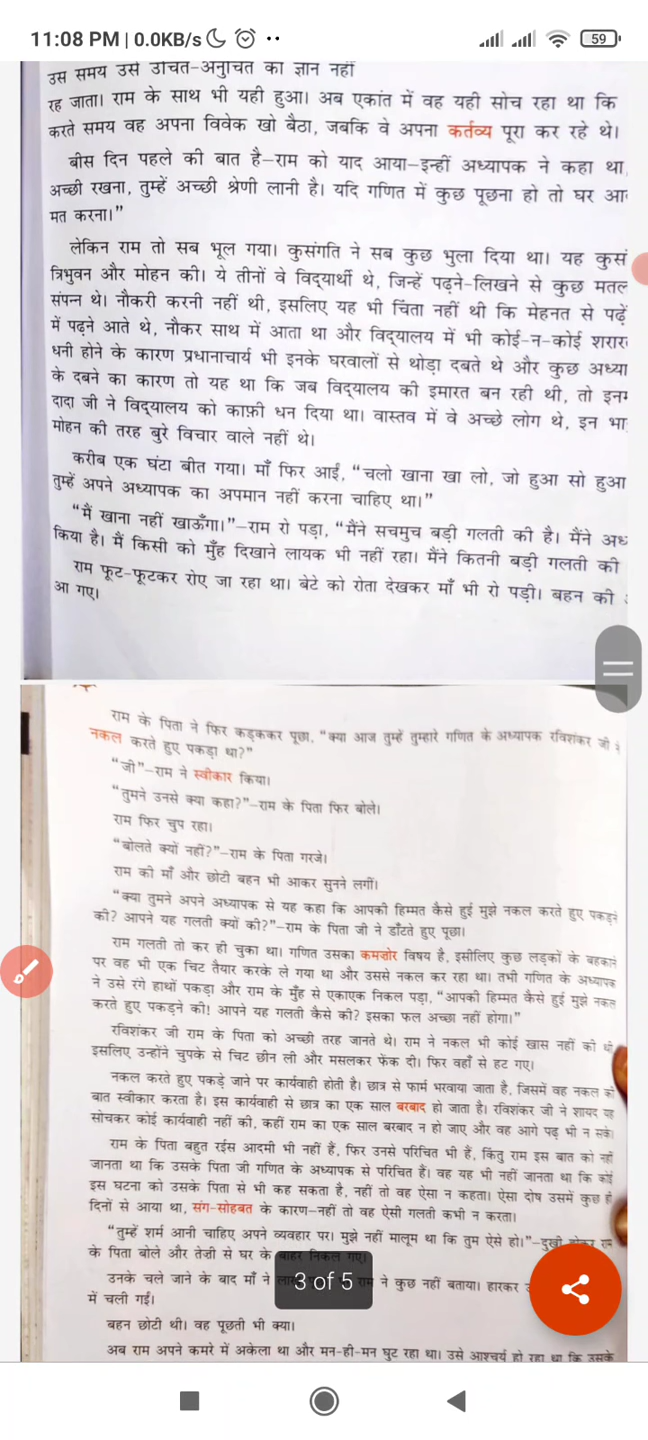 11:08 PM | 0.0KB/s
59
उस समय उसे उचित-अनुचित का ज्ञान नहीं
रह जाता। राम के साथ भी यही हुआ। अब एकांत में वह यही सोच रहा था कि
करते समय वह अपना विवेक खो बैठा, जबकि वे अपना कर्तव्य पूरा कर रहे थे।
बीस दिन पहले की बात है–राम को याद आया–इन्हीं अध्यापक ने कहा था,
अच्छी रखना, तुम्हें अच्छी श्रेणी लानी है। यदि गणित में कुछ पूछना हो तो घर
मत करना।"
लेकिन राम तो सब भूल गया। कुसंगति ने सब कुछ भुला दिया था। यह
त्रिभुवन और मोहन की। ये तीनों वे विद्यार्थी थे, जिन्हें पढ़ने-लिखने से कुछ
संपन्न थे। नौकरी करनी नहीं थी, इसलिए यह भी चिंता नहीं थी कि मेहनत से पढ़ें
में पढ़ने आते थे, नौकर साथ में आता था और विद्यालय में भी कोई-न-कोई
धनी होने के कारण प्रधानाचार्य भी इनके घरवालों से थोड़ा दबते थे और कुछ
के दबने का कारण तो यह था कि जब विद्यालय की इमारत बन रही थी, तो
दादा जी ने विद्यालय को काफ़ी धन दिया था। वास्तव में वे अच्छे लोग थे, इन
मोहन की तरह बुरे विचार वाले नहीं थे।
करीब एक घंटा बीत गया। माँ फिर आईं, "चलो खाना खा लो, जो हुआ सो हुआ
तुम्हें अपने अध्यापक का अपमान नहीं करना चाहिए था।"
"मैं खाना नहीं खाऊँगा।"–राम रो पड़ा, "मैंने सचमुच बड़ी गलती की है। मैंने
किया है। मैं किसी को मुँह दिखाने लायक भी नहीं रहा। मैंने कितनी बड़ी गलती की
राम फूट-फूटकर रोए जा रहा था। बेटे को रोता देखकर माँ भी रो पड़ी। बहन की
आ गए।
राम के पिता ने फिर कड़ककर पूछा, "क्या आज तुम्हें तुम्हारे गणित के अध्यापक रविशंकर जी ने
नकल करते हुए पकड़ा था?"
"जी"–राम ने स्वीकार किया।
"तुमने उनसे क्या कहा?"–राम के पिता फिर बोले।
राम फिर चुप रहा।
"बोलते क्यों नहीं?"–राम के पिता गरजे।
राम की माँ और छोटी बहन भी आकर सुनने लगीं।
"क्या तुमने अपने अध्यापक से यह कहा कि आपकी हिम्मत कैसे हुई मुझे नकल करते हुए पकड़ने
की? आपने यह गलती क्यों की?"–राम के पिता जी ने डाँटते हुए पूछा।
राम गलती तो कर ही चुका था। गणित उसका कमज़ोर विषय है, इसीलिए कुछ लड़कों के बहकाने
पर वह भी एक चिट तैयार करके ले गया था और उससे नकल कर रहा था। तभी गणित के अध्यापक
ने उसे रंगे हाथों पकड़ा और राम के मुँह से एकाएक निकल पड़ा, "आपकी हिम्मत कैसे हुई मुझे नकल
करते हुए पकड़ने की! आपने यह गलती कैसे की? इसका फल अच्छा नहीं होगा।"
रविशंकर जी राम के पिता को अच्छी तरह जानते थे। राम ने नकल भी कोई खास नहीं की थी
इसलिए उन्होंने चुपके से चिट छीन ली और मसलकर फेंक दी। फिर वहाँ से हट गए।
नकल करते हुए पकड़े जाने पर कार्यवाही होती है। छात्र से फार्म भरवाया जाता है, जिसमें वह नकल की
बात स्वीकार करता है। इस कार्यवाही से छात्र का एक साल बरबाद हो जाता है। रविशंकर जी ने शायद यह
सोचकर कोई कार्यवाही नहीं की, कहीं राम का एक साल बरबाद न हो जाए और वह आगे पढ़ भी न सके।
राम के पिता बहुत रईस आदमी भी नहीं हैं, फिर उनसे परिचित भी हैं, किंतु राम इस बात को नहीं
जानता था कि उसके पिता जी गणित के अध्यापक से परिचित हैं। वह यह भी नहीं जानता था कि कोई
इस घटना को उसके पिता से भी कह सकता है, नहीं तो वह ऐसा न कहता। ऐसा दोष उसमें कुछ ही
दिनों से आया था, संग-सोहबत के कारण–नहीं तो वह ऐसी गलती कभी न करता।
"तुम्हें शर्म आनी चाहिए अपने व्यवहार पर। मुझे नहीं मालूम था कि तुम ऐसे हो।"–दुखी होकर राम
के पिता बोले और तेज़ी से घर के बाहर निकल गए।
उनके चले जाने के बाद माँ ने राम ने कुछ नहीं बताया। हारकर
में चली गईं।
3 of 5
बहन छोटी थी। वह पूछती भी क्या।
अब राम अपने कमरे में अकेला था और मन-ही-मन घुट रहा था। उसे आश्चर्य हो रहा था कि उसके